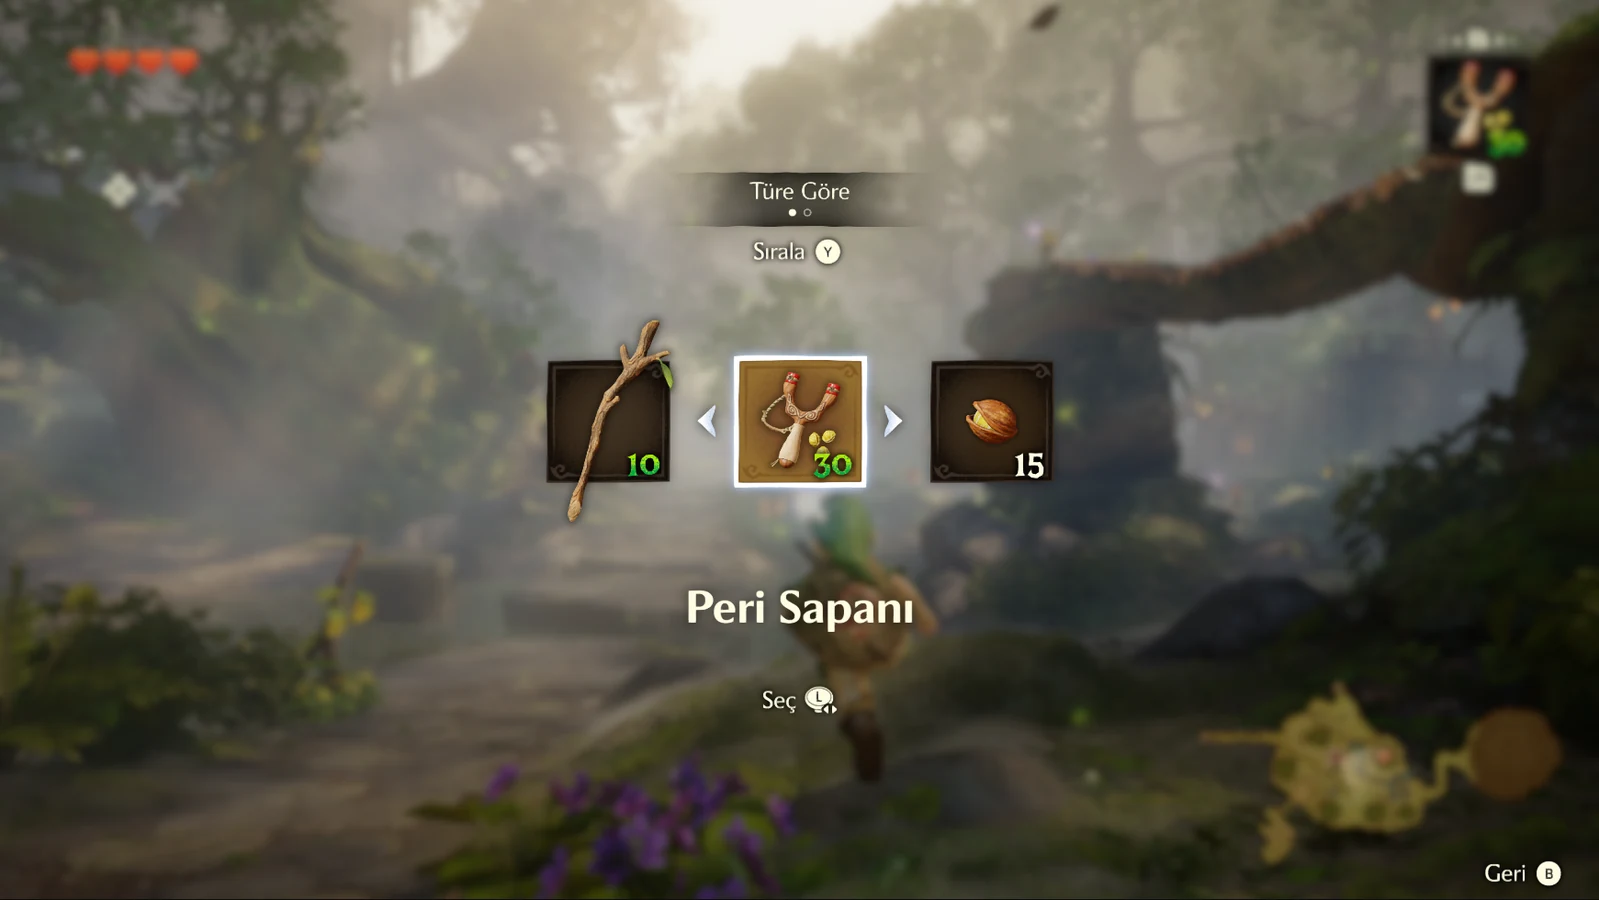 Türe Göre
Sırala Y
10
30
15
Peri Sapanı
Seç L
Geri B